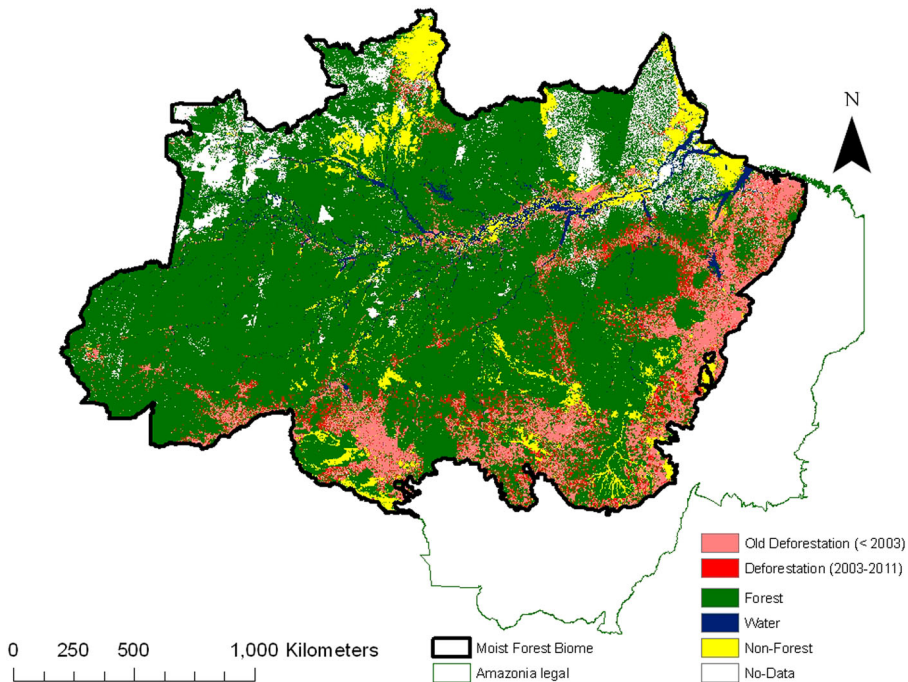 N
Old Deforestation (< 2003)
Deforestation (2003-2011)
Forest
Water
Non-Forest
No-Data
Moist Forest Biome
Amazonia legal
0 250 500 1,000 Kilometers